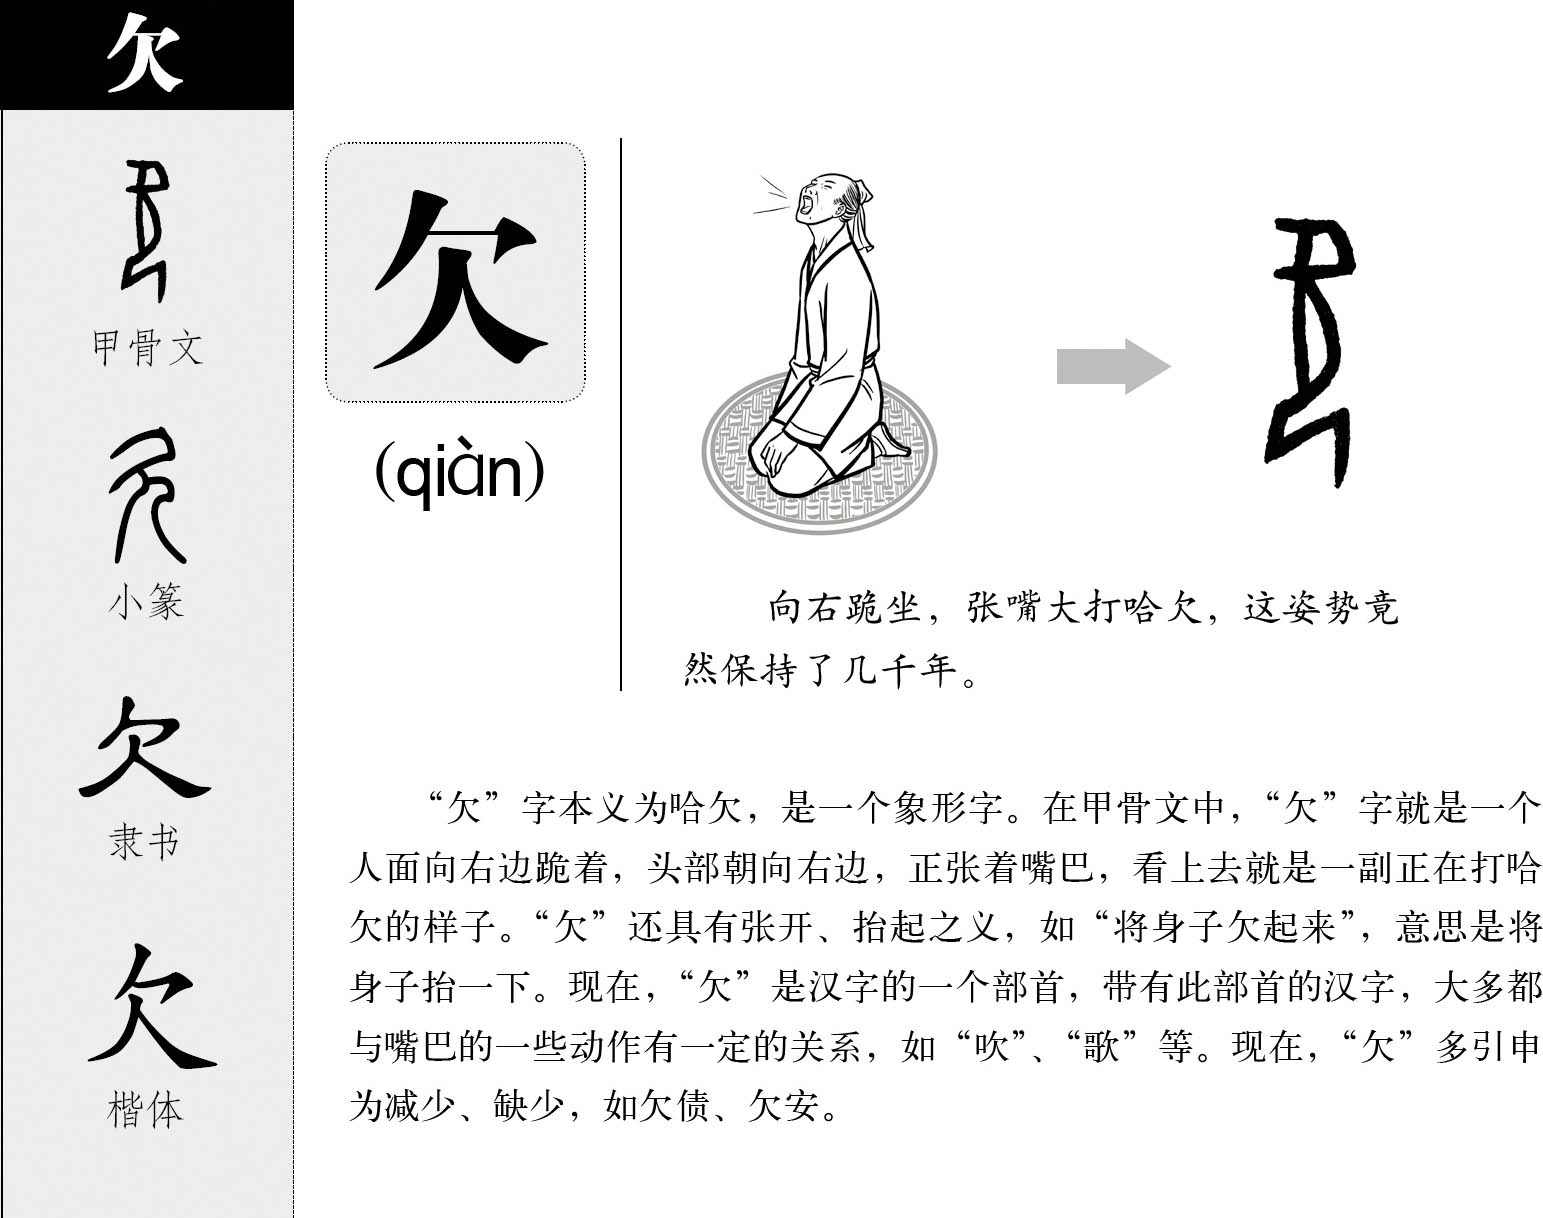 欠
甲骨文
小篆
欠
隶书
欠
楷体
欠
(qiàn)
向右跪坐，张嘴大打哈欠，这姿势竟
然保持了几千年。
“欠”字本义为哈欠，是一个象形字。在甲骨文中，“欠”字就是一个
人面向右边跪着，头部朝向右边，正张着嘴巴，看上去就是一副正在打哈
欠的样子。“欠”还具有张开、抬起之义，如“将身子欠起来”，意思是将
身子抬一下。现在，“欠”是汉字的一个部首，带有此部首的汉字，大多都
与嘴巴的一些动作有一定的关系，如“吹”、“歌”等。现在，“欠”多引申
为减少、缺少，如欠债、欠安。